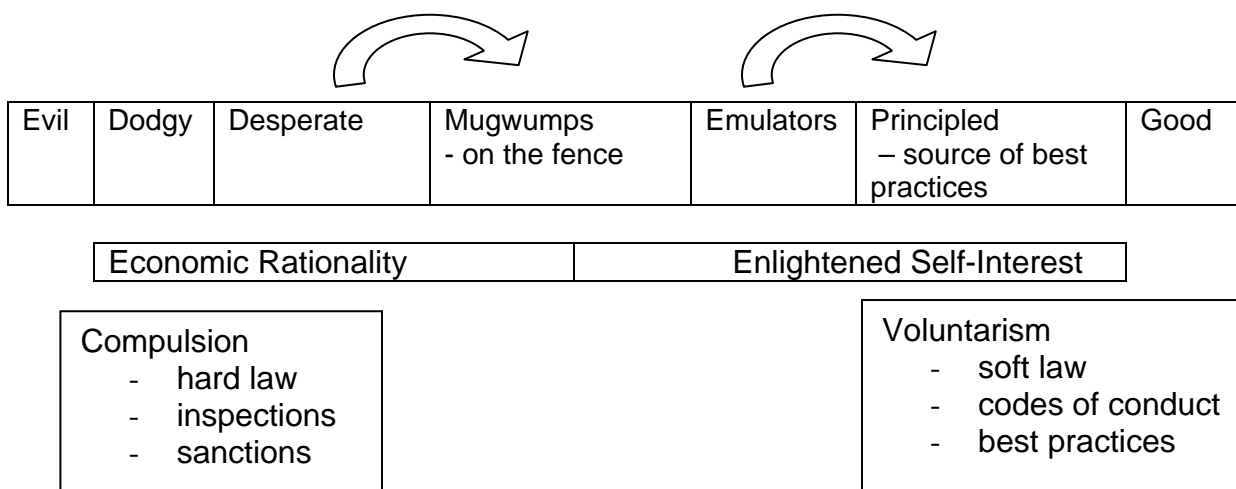 Evil
Dodgy
Desperate
Mugwumps
- on the fence
Emulators
Principled
– source of best
practices
Good
Economic Rationality
Enlightened Self-Interest
Compulsion
- hard law
- inspections
- sanctions
Voluntarism
- soft law
- codes of conduct
- best practices